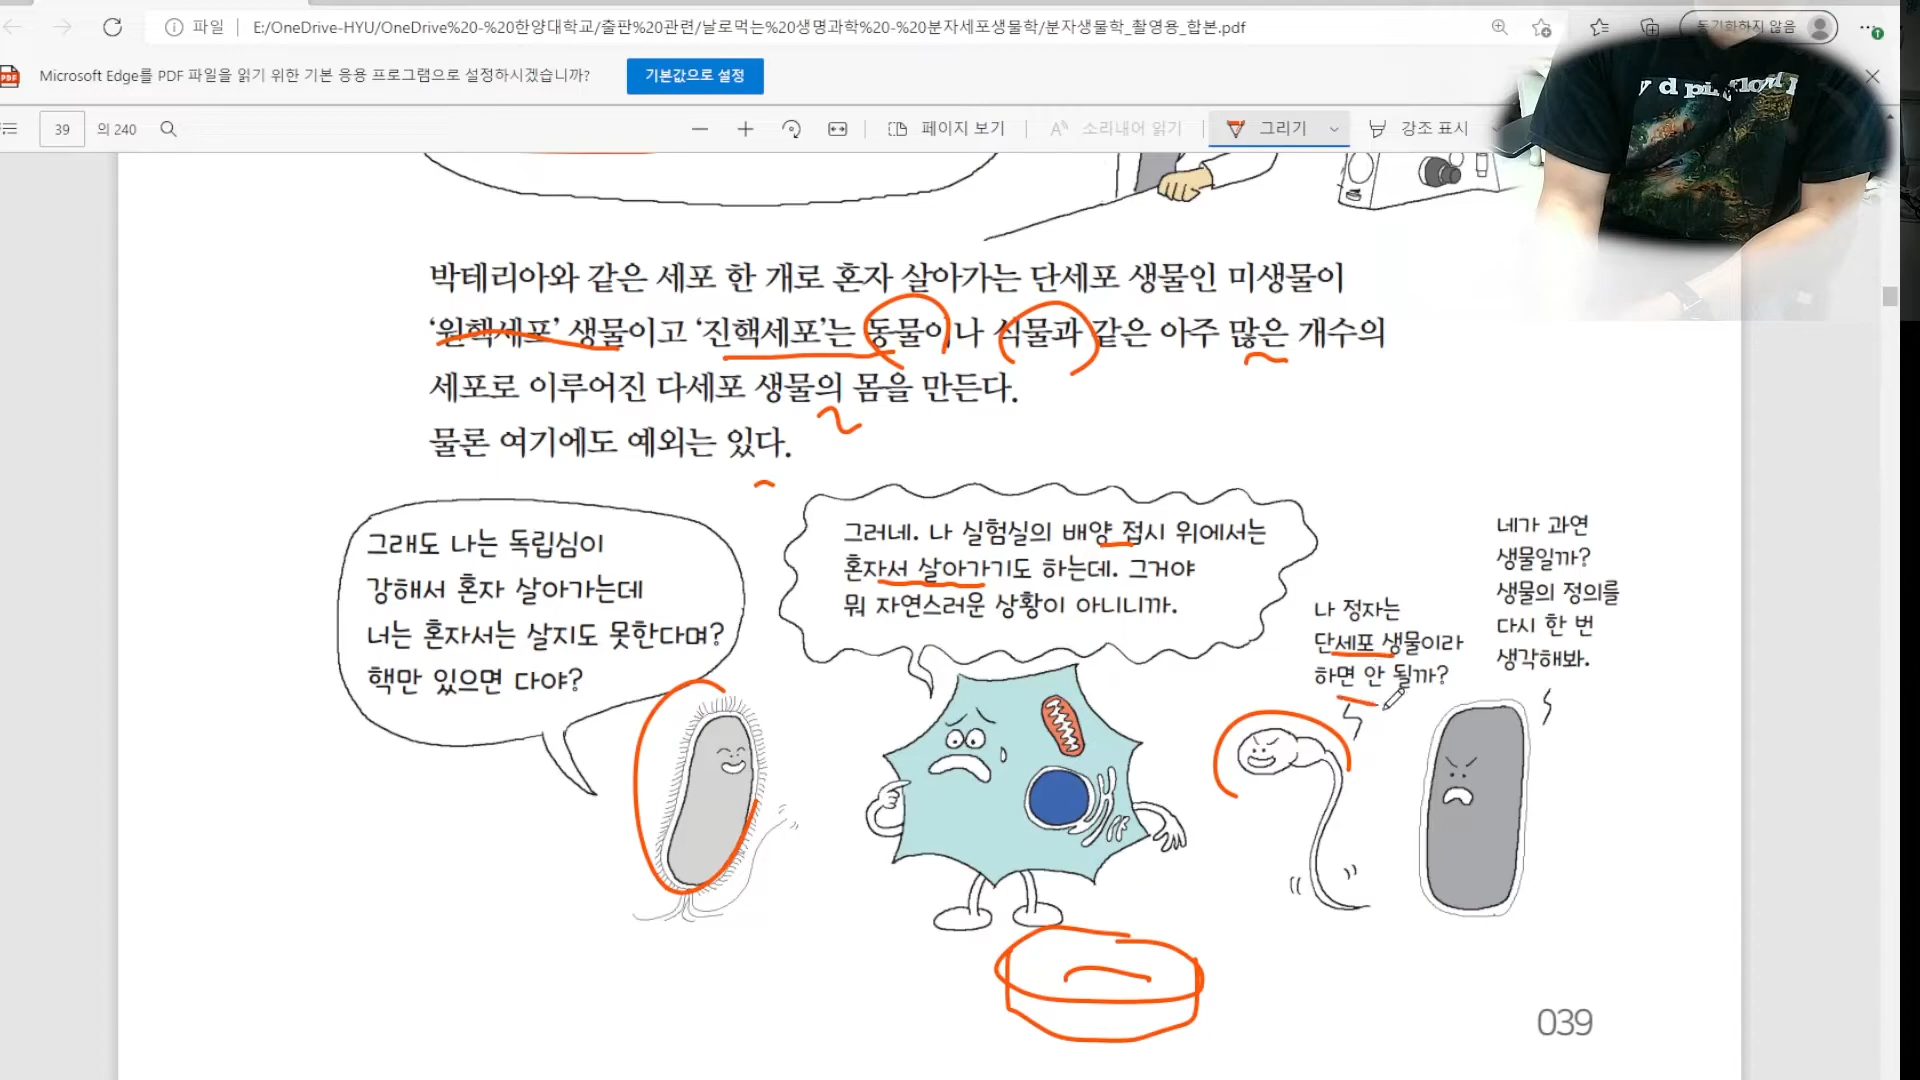 파일
E:/OneDrive-HYU/OneDrive%20-%20한양대학교/출판%20관련/날로먹는%20생명과학%20-%20분자세포생물학/분자생물학_촬영용_합본.pdf
동기화하지 않음
PDF
Microsoft Edge를 PDF 파일을 읽기 위한 기본 응용 프로그램으로 설정하시겠습니까?
기본값으로 설정
39 의 240
페이지 보기
소리내어 읽기
그리기
강조 표시
박테리아와 같은 세포 한 개로 혼자 살아가는 단세포 생물인 미생물이
‘원핵세포’ 생물이고 ‘진핵세포’는 동물이나 식물과 같은 아주 많은 개수의
세포로 이루어진 다세포 생물의 몸을 만든다.
물론 여기에도 예외는 있다.
그래도 나는 독립심이
강해서 혼자 살아가는데
너는 혼자서는 살지도 못한다며?
핵만 있으면 다야?
그러네. 나 실험실의 배양 접시 위에서는
혼자서 살아가기도 하는데. 그거야
뭐 자연스러운 상황이 아니니까.
나 정자는
단세포 생물이라
하면 안 될까?
네가 과연
생물일까?
생물의 정의를
다시 한 번
생각해봐.
039